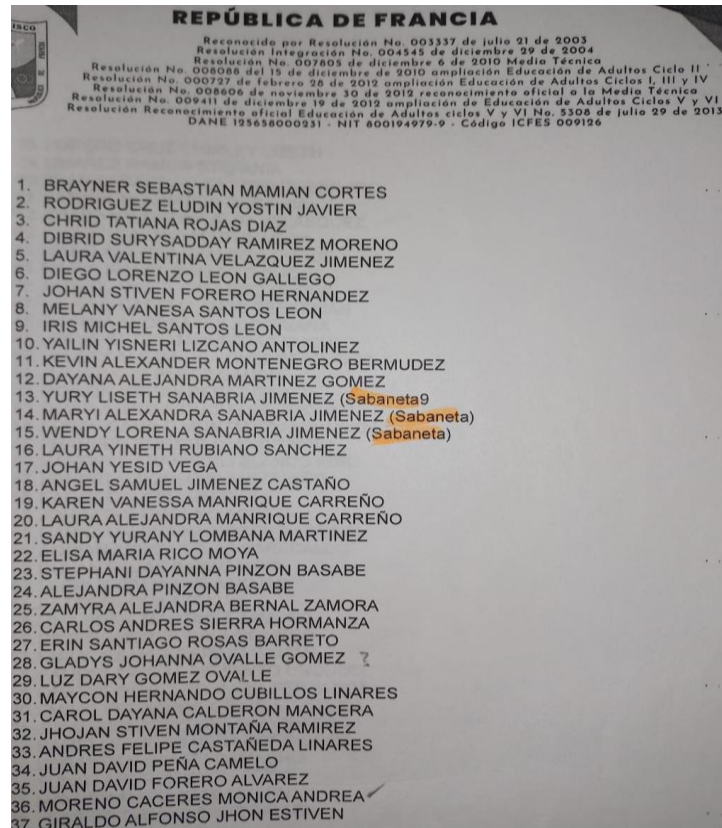 REPÚBLICA DE FRANCIA
Reconocido por Resolución No. 003337 de julio 21 de 2003
Resolución Integración No. 004545 de diciembre 29 de 2004
Resolución No. 007805 de diciembre 6 de 2010 Media Técnica
Resolución No. 008086 del 15 de diciembre de 2010 ampliación Educación de Adultos Ciclo II
Resolución No. 000777 de febrero 28 de 2012 ampliación Educación de Adultos Ciclos I, III y IV
Resolución No. 008606 de noviembre 30 de 2012 reconocimiento oficial a la Media Técnica
Resolución No. 009411 de diciembre 19 de 2012 ampliación de Educación de Adultos Ciclos V y VI
Resolución Reconocimiento oficial Educación de Adultos ciclos V y VI No. 5308 de julio 29 de 2013
DANE 125658000231 - NIT 800194979-9 - Código ICFES 009126
1. BRAYNER SEBASTIAN MAMIAN CORTES
2. RODRIGUEZ ELUDIN YOSTIN JAVIER
3. CHRID TATIANA ROJAS DIAZ
4. DIBRID SURYSADDAY RAMIREZ MORENO
5. LAURA VALENTINA VELAZQUEZ JIMENEZ
6. DIEGO LORENZO LEON GALLEGO
7. JOHAN STIVEN FORERO HERNANDEZ
8. MELANY VANESA SANTOS LEON
9. IRIS MICHEL SANTOS LEON
10. YAILIN YISNERI LIZCANO ANTOLINEZ
11. KEVIN ALEXANDER MONTENEGRO BERMUDEZ
12. DAYANA ALEJANDRA MARTINEZ GOMEZ
13. YURY LISETH SANABRIA JIMENEZ (Sabaneta9
14. MARYI ALEXANDRA SANABRIA JIMENEZ (Sabaneta)
15. WENDY LORENA SANABRIA JIMENEZ (Sabaneta)
16. LAURA YINETH RUBIANO SANCHEZ
17. JOHAN YESID VEGA
18. ANGEL SAMUEL JIMENEZ CASTAÑO
19. KAREN VANESSA MANRIQUE CARREÑO
20. LAURA ALEJANDRA MANRIQUE CARREÑO
21. SANDY YURANY LOMBANA MARTINEZ
22. ELISA MARIA RICO MOYA
23. STEPHANI DAYANNA PINZON BASABE
24. ALEJANDRA PINZON BASABE
25. ZAMYRA ALEJANDRA BERNAL ZAMORA
26. CARLOS ANDRES SIERRA HORMANZA
27. ERIN SANTIAGO ROSAS BARRETO
28. GLADYS JOHANNA OVALLE GOMEZ ?
29. LUZ DARY GOMEZ OVALLE
30. MAYCON HERNANDO CUBILLOS LINARES
31. CAROL DAYANA CALDERON MANCERA
32. JHOJAN STIVEN MONTAÑA RAMIREZ
33. ANDRES FELIPE CASTAÑEDA LINARES
34. JUAN DAVID PEÑA CAMELO
35. JUAN DAVID FORERO ALVAREZ
36. MORENO CACERES MONICA ANDREA
37. GIRALDO ALFONSO JHON ESTIVEN